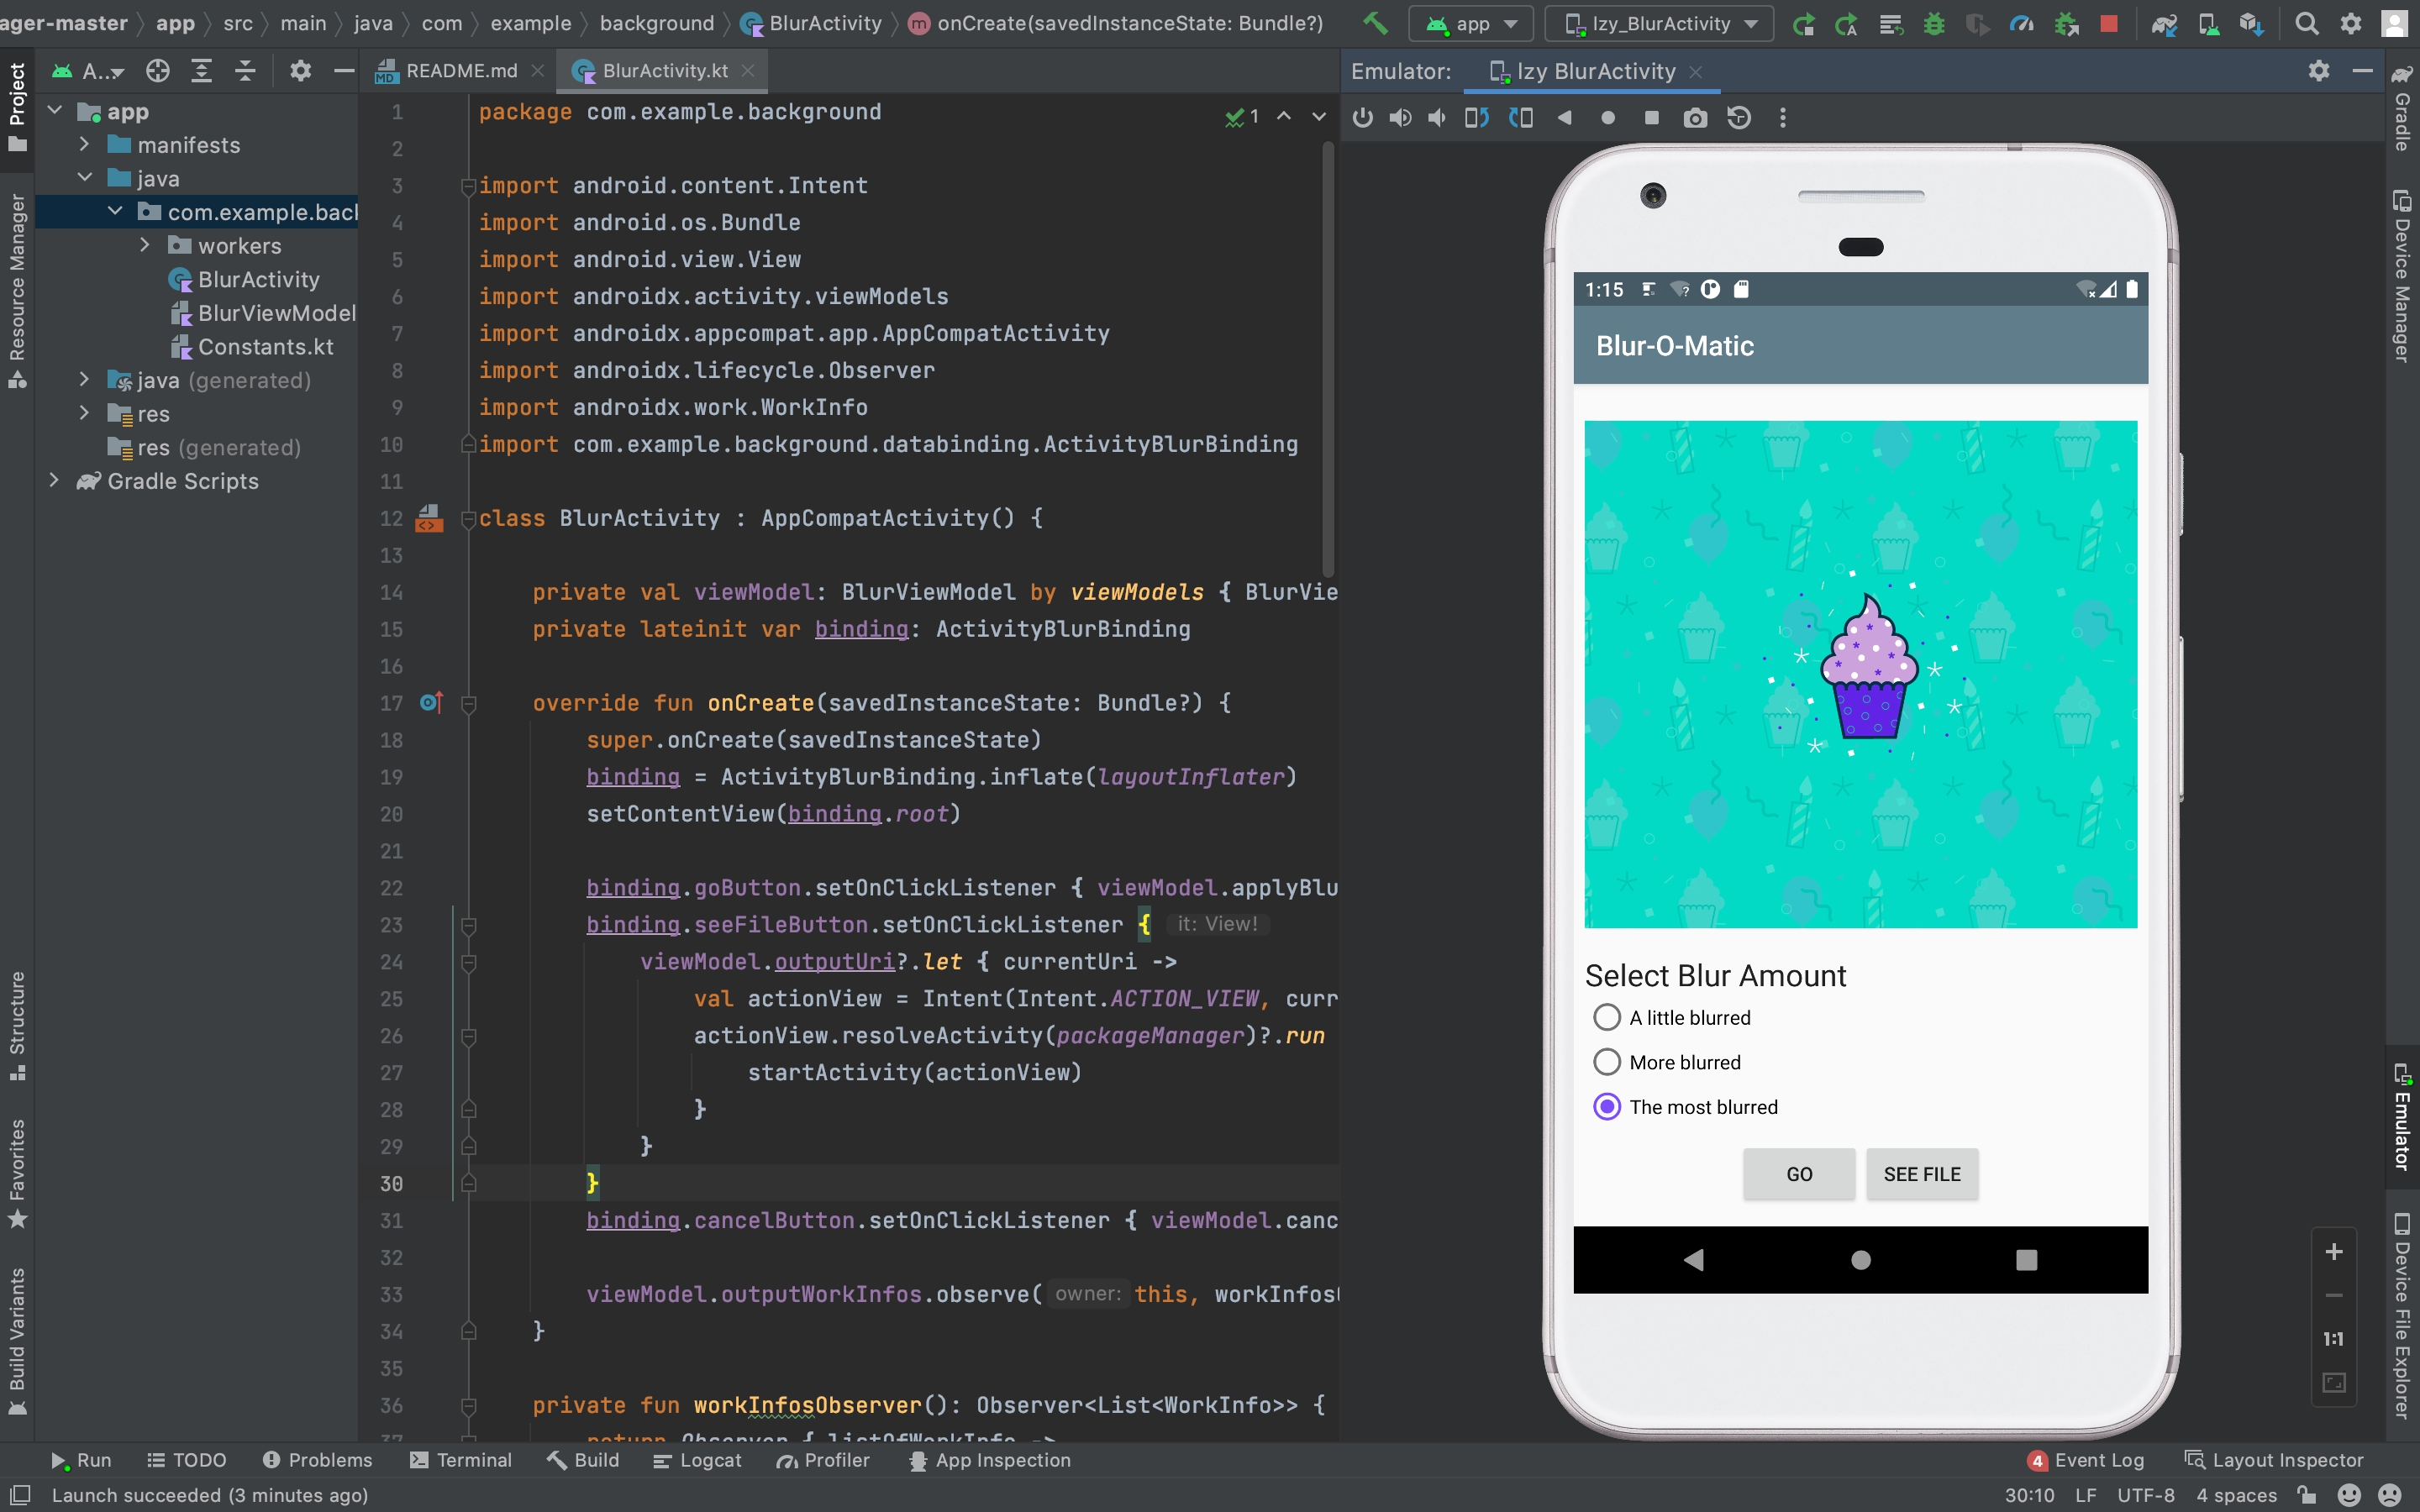 ager-master app src main java com example background BlurActivity onCreate(savedInstanceState: Bundle?) app Izy_BlurActivity
Project
A... README.md BlurActivity.kt
Emulator: Izy BlurActivity
app
manifests
java
com.example.back
workers
BlurActivity
BlurViewModel
Constants.kt
java (generated)
res
res (generated)
Gradle Scripts
Resource Manager
Structure
Favorites
Build Variants
1 package com.example.background
1
2
3 import android.content.Intent
4 import android.os.Bundle
5 import android.view.View
6 import androidx.activity.viewModels
7 import androidx.appcompat.app.AppCompatActivity
8 import androidx.lifecycle.Observer
9 import androidx.work.WorkInfo
10 import com.example.background.databinding.ActivityBlurBinding
11
12 class BlurActivity : AppCompatActivity() {
13
14 private val viewModel: BlurViewModel by viewModels { BlurVie
15 private lateinit var binding: ActivityBlurBinding
16
17 override fun onCreate(savedInstanceState: Bundle?) {
18 super.onCreate(savedInstanceState)
19 binding = ActivityBlurBinding.inflate(layoutInflater)
20 setContentView(binding.root)
21
22 binding.goButton.setOnClickListener { viewModel.applyBlu
23 binding.seeFileButton.setOnClickListener { it: View!
24 viewModel.outputUri?.let { currentUri ->
25 val actionView = Intent(Intent.ACTION_VIEW, curr
26 actionView.resolveActivity(packageManager)?.run
27 startActivity(actionView)
28 }
29 }
30 }
31 binding.cancelButton.setOnClickListener { viewModel.canc
32
33 viewModel.outputWorkInfos.observe( owner: this, workInfosO
34 }
35
36 private fun workInfosObserver(): Observer<List<WorkInfo>> {
37 return Observer { listOfWorkInfo ->
1:15
Blur-O-Matic
Select Blur Amount
A little blurred
More blurred
The most blurred
GO SEE FILE
1:1
Gradle
Device Manager
Emulator
Device File Explorer
Run TODO Problems Terminal Build Logcat Profiler App Inspection 4 Event Log Layout Inspector
Launch succeeded (3 minutes ago) 30:10 LF UTF-8 4 spaces